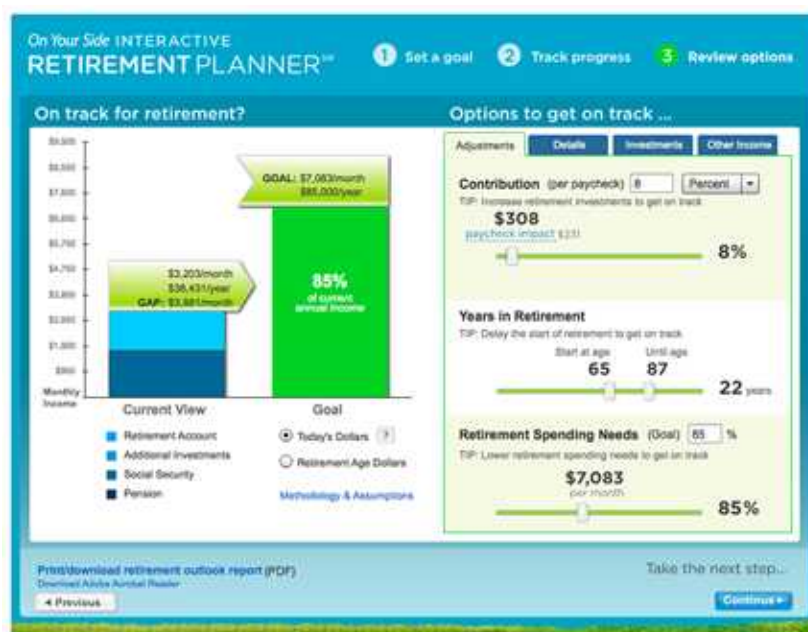 On Your Side INTERACTIVE
RETIREMENT PLANNER℠
1 Set a goal
2 Track progress
3 Review options
On track for retirement?
GOAL: $7,083/month
$85,000/year
$3,203/month
$38,431/year
GAP:
85%
of current
annual income
Monthly
Income
Current View
Goal
Retirement Account
Additional Investments
Social Security
Pension
Today's Dollars ?
Retirement Age Dollars
Methodology & Assumptions
Options to get on track ...
Adjustments
Details
Investments
Other Income
Contribution (per paycheck) 8 Percent
TIP: Increase retirement investments to get on track
$308
paycheck impact $231
8%
Years in Retirement
TIP: Delay the start of retirement to get on track
Start at age
Until age
65
87
22 years
Retirement Spending Needs (Goal) %
TIP: Lower retirement spending needs to get on track
$7,083
per month
85%
Print/download retirement outlook report (PDF)
Download Adobe Acrobat Reader
Previous
Take the next step...
Continue